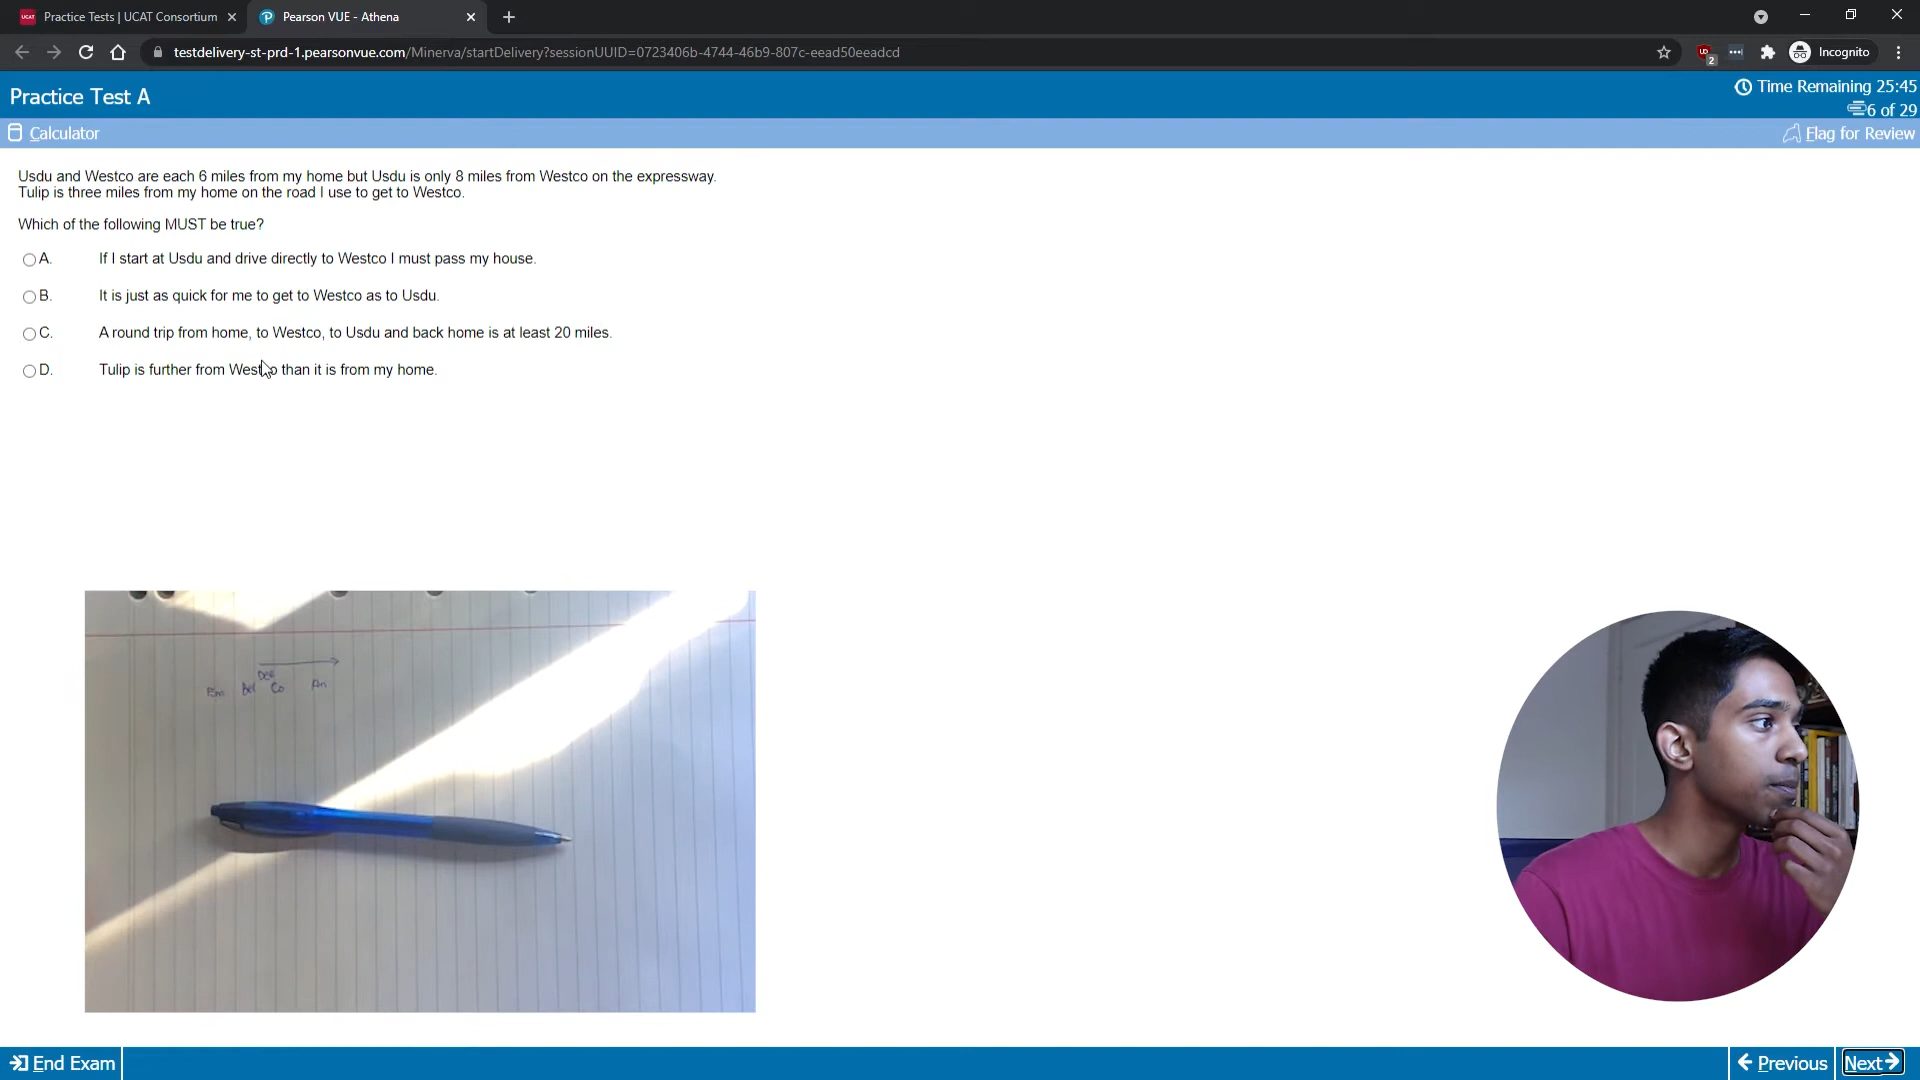 Practice Tests | UCAT Consortium
Pearson VUE - Athena
testdelivery-st-prd-1.pearsonvue.com/Minerva/startDelivery?sessionUUID=0723406b-4744-46b9-807c-eead50eeadcd
2
Incognito
Practice Test A
Time Remaining 25:45
6 of 29
Calculator
Flag for Review
Usdu and Westco are each 6 miles from my home but Usdu is only 8 miles from Westco on the expressway.
Tulip is three miles from my home on the road I use to get to Westco.
Which of the following MUST be true?
A. If I start at Usdu and drive directly to Westco I must pass my house.
B. It is just as quick for me to get to Westco as to Usdu.
C. A round trip from home, to Westco, to Usdu and back home is at least 20 miles.
D. Tulip is further from Westco than it is from my home.
Co
End Exam
Previous
Next